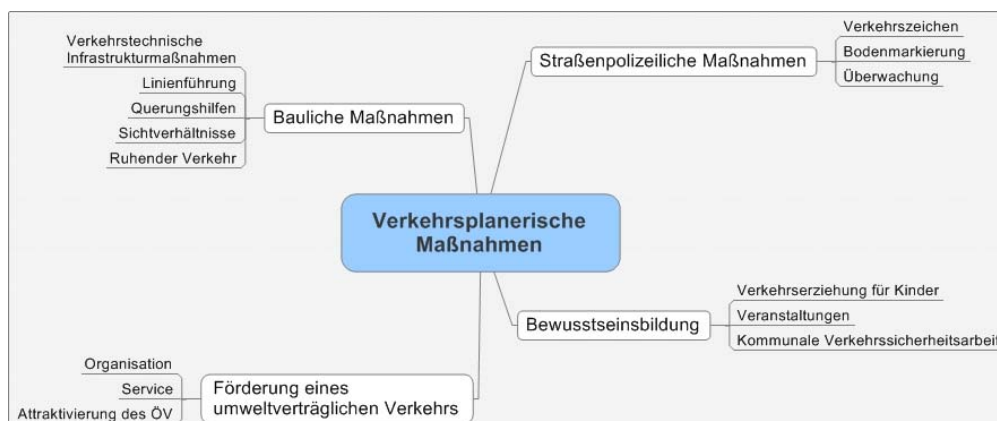 Verkehrstechnische
Infrastrukturmaßnahmen
Linienführung
Querungshilfen
Sichtverhältnisse
Ruhender Verkehr
Bauliche Maßnahmen
Straßenpolizeiliche Maßnahmen
Verkehrszeichen
Bodenmarkierung
Überwachung
Verkehrsplanerische
Maßnahmen
Bewusstseinsbildung
Verkehrserziehung für Kinder
Veranstaltungen
Kommunale Verkehrssicherheitsarbeit
Organisation
Service
Attraktivierung des ÖV
Förderung eines
umweltverträglichen Verkehrs